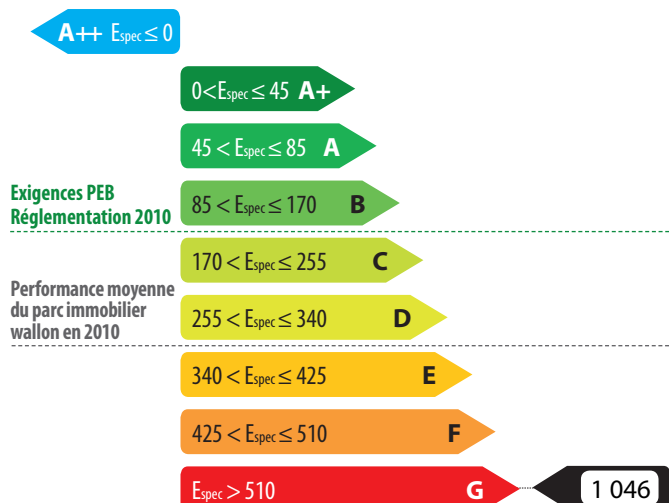 A++ Espec ≤ 0
0<Espec ≤ 45 A+
45 < Espec ≤ 85 A
Exigences PEB
Réglementation 2010
85 < Espec ≤ 170 B
170 < Espec ≤ 255 C
Performance moyenne
du parc immobilier
wallon en 2010
255 < Espec ≤ 340 D
340 < Espec ≤ 425 E
425 < Espec ≤ 510 F
Espec > 510 G
1 046